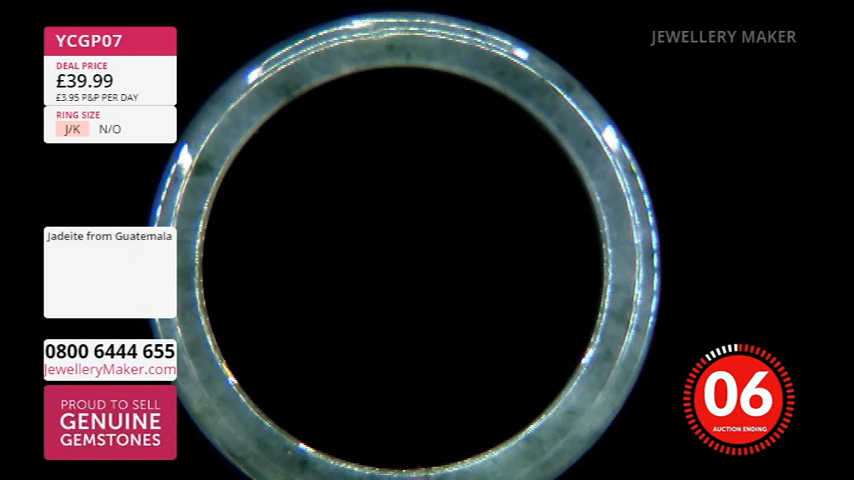 YCGP07
DEAL PRICE
£39.99
£3.95 P&P PER DAY
RING SIZE
J/K N/O
Jadeite from Guatemala
0800 6444 655
JewelleryMaker.com
PROUD TO SELL
GENUINE
GEMSTONES
JEWELLERY MAKER
06
AUCTION ENDING